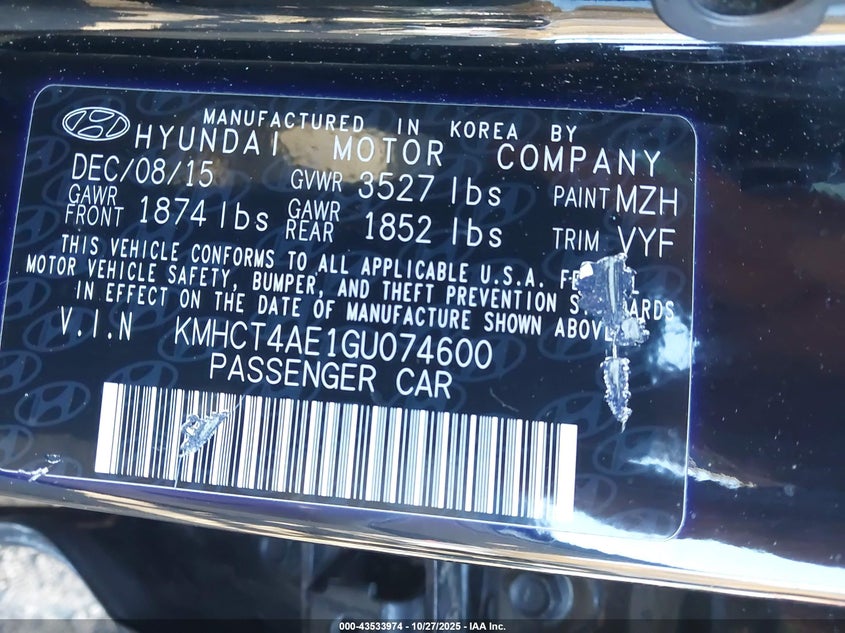 MANUFACTURED IN KOREA BY
HYUNDAI MOTOR COMPANY
DEC/08/15 GVWR 3527 lbs PAINT MZH
GAWR FRONT 1874 lbs GAWR REAR 1852 lbs TRIM VYF
THIS VEHICLE CONFORMS TO ALL APPLICABLE U.S.A.
MOTOR VEHICLE SAFETY, BUMPER, AND THEFT PREVENTION
IN EFFECT ON THE DATE OF MANUFACTURE SHOWN ABOVE
V.I.N KMHCT4AE1GU074600
PASSENGER CAR
000-43533974 | 10/27/2025 | IAA Inc.